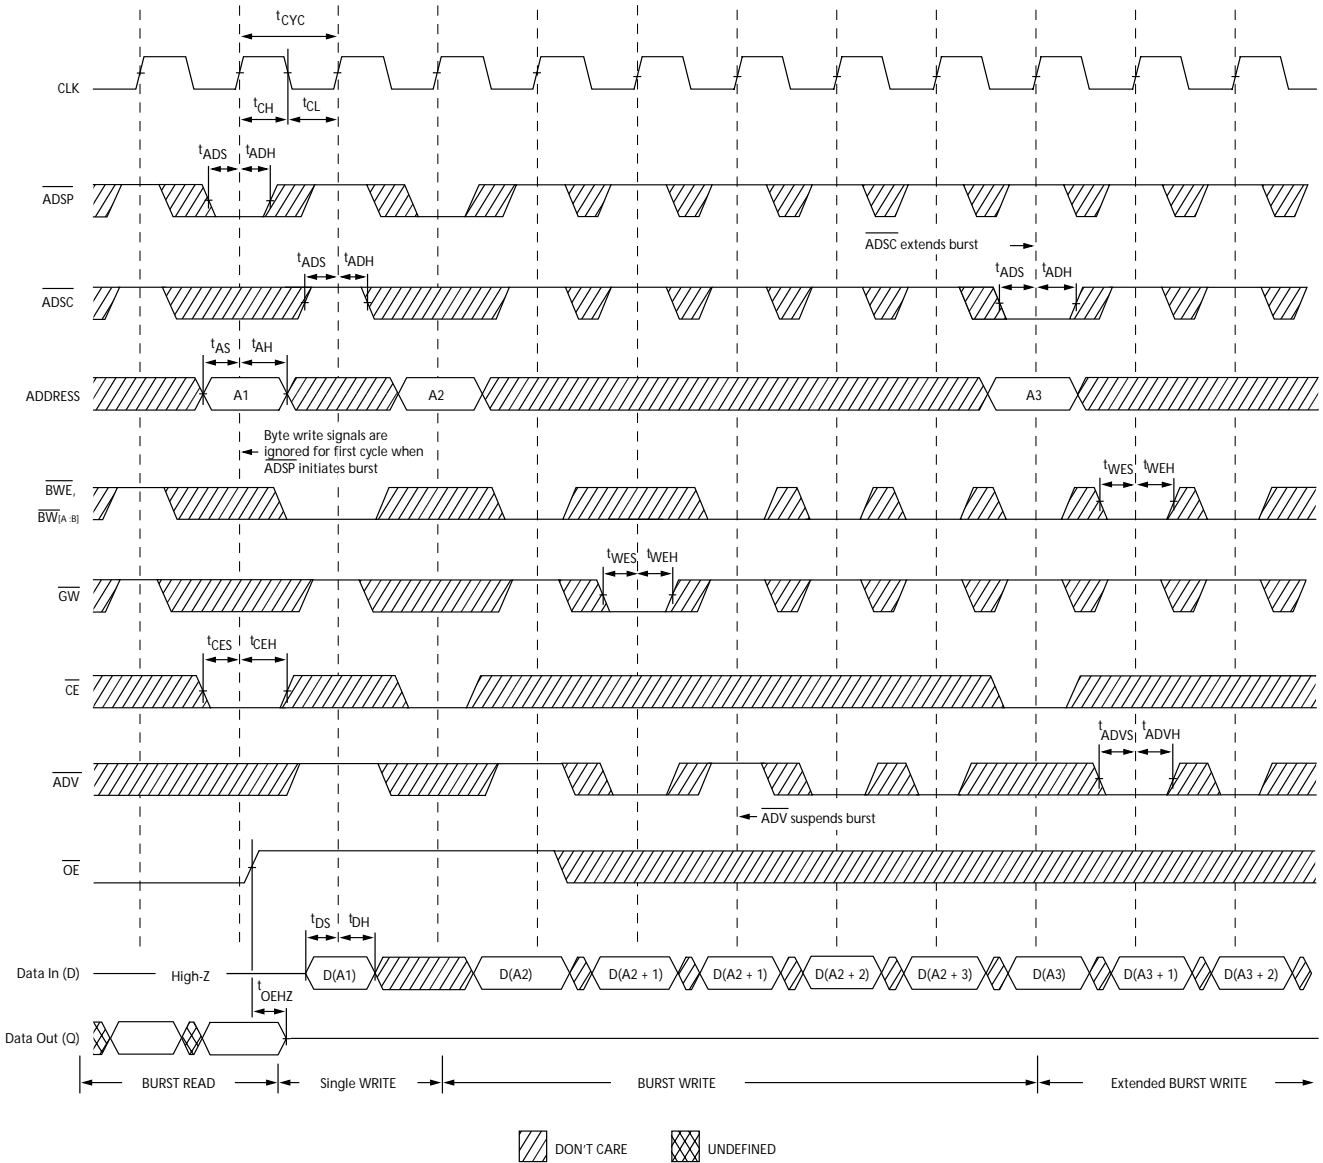 tCYC
CLK
tCH
tCL
tADS
tADH
ADSP
ADSC extends burst
tADS
tADH
tADS
tADH
ADSC
tAS
tAH
ADDRESS
A1
A2
A3
Byte write signals are
ignored for first cycle when
ADSP initiates burst
BWE,
BW[A :B]
tWES
tWEH
tWES
tWEH
GW
tCES
tCEH
CE
tADVS
tADVH
ADV
ADV suspends burst
OE
tDS
tDH
Data In (D)
High-Z
D(A1)
D(A2)
D(A2 + 1)
D(A2 + 1)
D(A2 + 2)
D(A2 + 3)
D(A3)
D(A3 + 1)
D(A3 + 2)
tOEHZ
Data Out (Q)
BURST READ
Single WRITE
BURST WRITE
Extended BURST WRITE
DON'T CARE
UNDEFINED